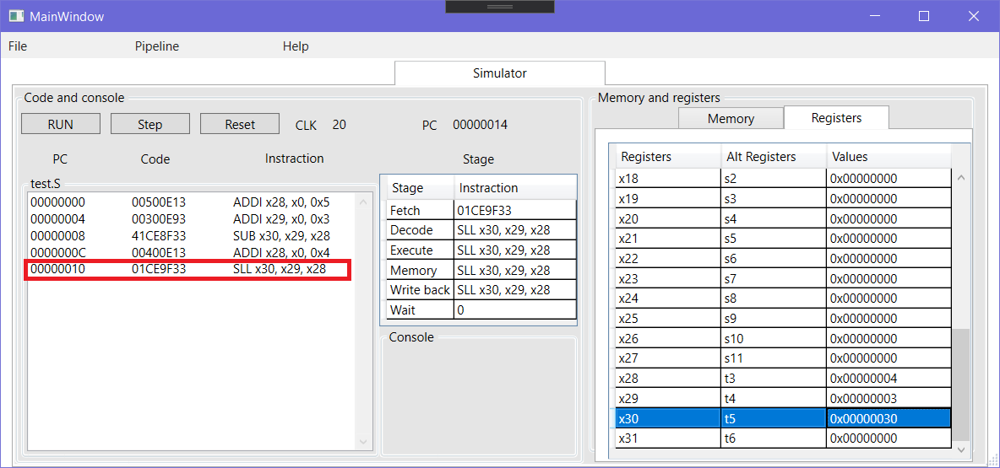 MainWindow
File Pipeline Help
Simulator
Code and console
RUN Step Reset CLK 20 PC 00000014
PC Code Instraction Stage
test.S
00000000 00500E13 ADDI x28, x0, 0x5
00000004 00300E93 ADDI x29, x0, 0x3
00000008 41CE8F33 SUB x30, x29, x28
0000000C 00400E13 ADDI x28, x0, 0x4
00000010 01CE9F33 SLL x30, x29, x28
Stage Instraction
Fetch 01CE9F33
Decode SLL x30, x29, x28
Execute SLL x30, x29, x28
Memory SLL x30, x29, x28
Write back SLL x30, x29, x28
Wait 0
Console
Memory and registers
Memory Registers
Registers Alt Registers Values
x18 s2 0x00000000
x19 s3 0x00000000
x20 s4 0x00000000
x21 s5 0x00000000
x22 s6 0x00000000
x23 s7 0x00000000
x24 s8 0x00000000
x25 s9 0x00000000
x26 s10 0x00000000
x27 s11 0x00000000
x28 t3 0x00000004
x29 t4 0x00000003
x30 t5 0x00000030
x31 t6 0x00000000